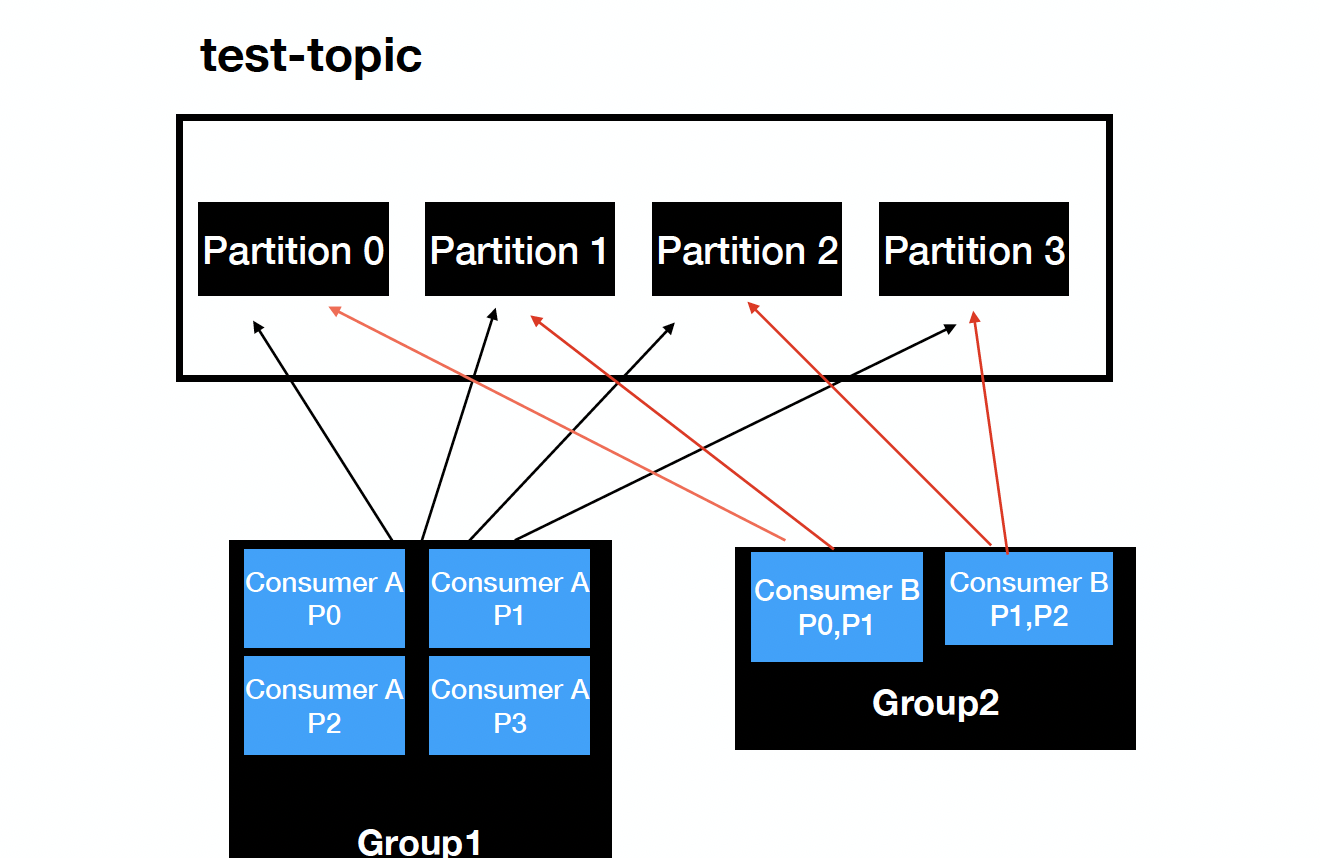 test-topic
Partition 0
Partition 1
Partition 2
Partition 3
Consumer A
P0
Consumer A
P1
Consumer A
P2
Consumer A
P3
Group1
Consumer B
P0,P1
Consumer B
P1,P2
Group2